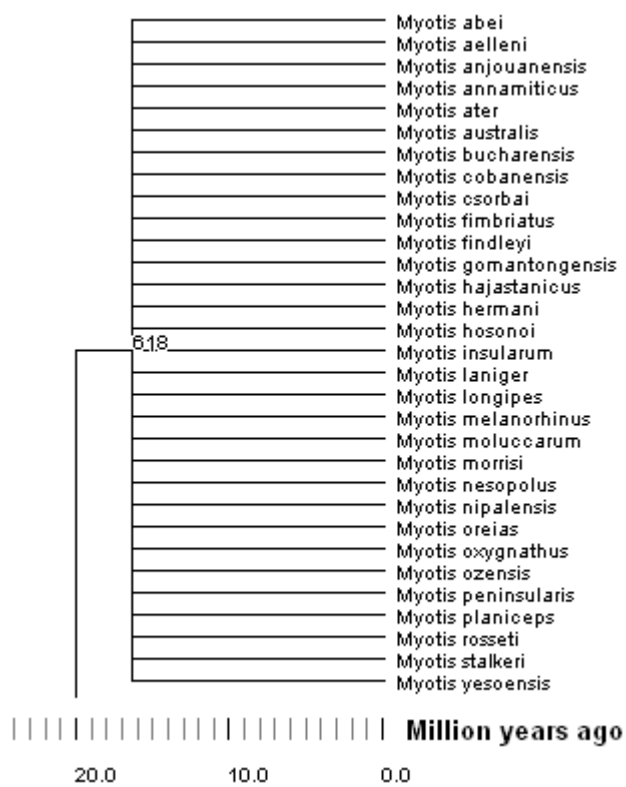 Myotis abei
Myotis aelleni
Myotis anjouanensis
Myotis annamiticus
Myotis ater
Myotis australis
Myotis bucharensis
Myotis cobanensis
Myotis csorbai
Myotis fimbriatus
Myotis findleyi
Myotis gomantongensis
Myotis hajastanicus
Myotis hermani
Myotis hosonoi
618
Myotis insularum
Myotis laniger
Myotis longipes
Myotis melanorhinus
Myotis moluccarum
Myotis morrisi
Myotis nesopolus
Myotis nipalensis
Myotis oreias
Myotis oxygnathus
Myotis ozensis
Myotis peninsularis
Myotis planiceps
Myotis rosseti
Myotis stalkeri
Myotis yesoensis
Million years ago
20.0 10.0 0.0